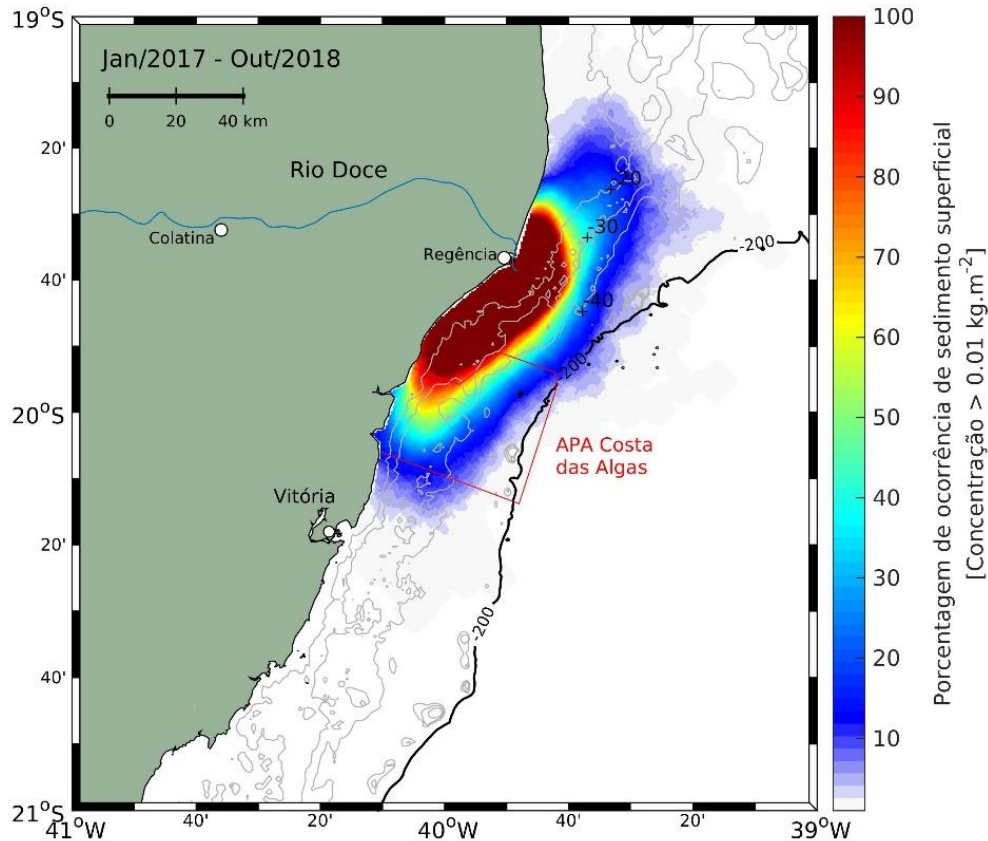 19°S
Jan/2017 - Out/2018
0 20 40 km
20'
Rio Doce
-20
-30
Colatina
Regência
-200
40'
-40
-200
20°S
APA Costa
das Algas
Vitória
20'
-200
40'
21°S
41°W 20' 40°W 20' 39°W
100
90
80
70
60
50
40
30
20
10
Porcentagem de ocorrência de sedimento superficial
[Concentração > 0.01 kg.m-2]